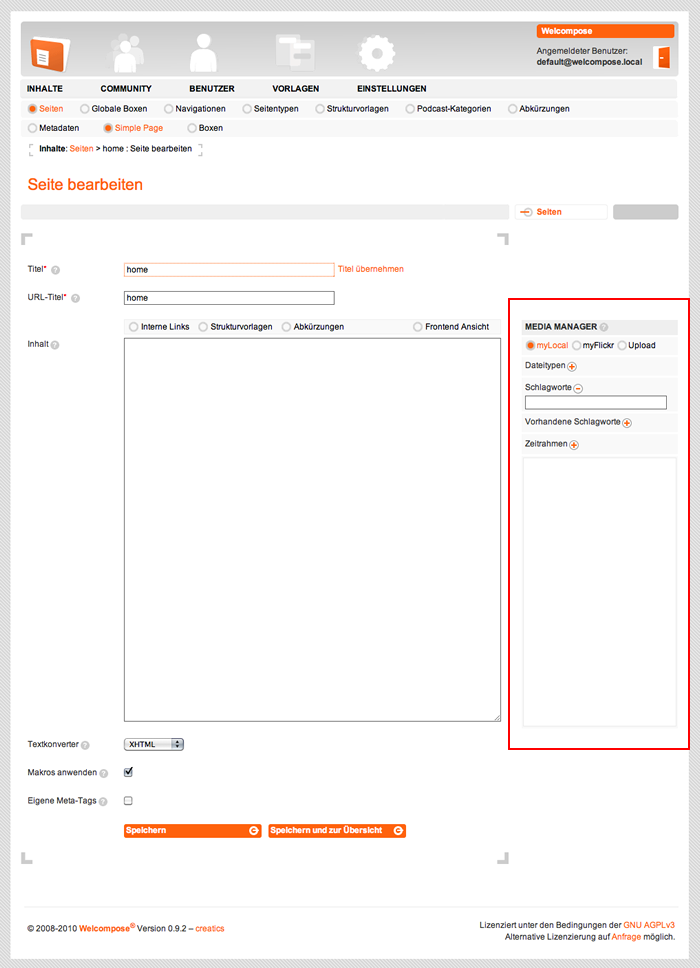 Welcompose
Angemeldeter Benutzer:
default@welcompose.local
INHALTE COMMUNITY BENUTZER VORLAGEN EINSTELLUNGEN
Seiten Globale Boxen Navigationen Seitentypen Strukturvorlagen Podcast-Kategorien Abkürzungen
Metadaten Simple Page Boxen
Inhalte: Seiten > home : Seite bearbeiten
Seite bearbeiten
Seiten
Titel* ? home Titel übernehmen
URL-Titel* ? home
Interne Links Strukturvorlagen Abkürzungen Frontend Ansicht
Inhalt ?
MEDIA MANAGER ?
myLocal myFlickr Upload
Dateitypen
Schlagworte
Vorhandene Schlagworte
Zeitrahmen
Textkonverter ? XHTML
Makros anwenden ?
Eigene Meta-Tags ?
Speichern Speichern und zur Übersicht
© 2008-2010 Welcompose® Version 0.9.2 – creatics
Lizenziert unter den Bedingungen der GNU AGPLv3
Alternative Lizenzierung auf Anfrage möglich.